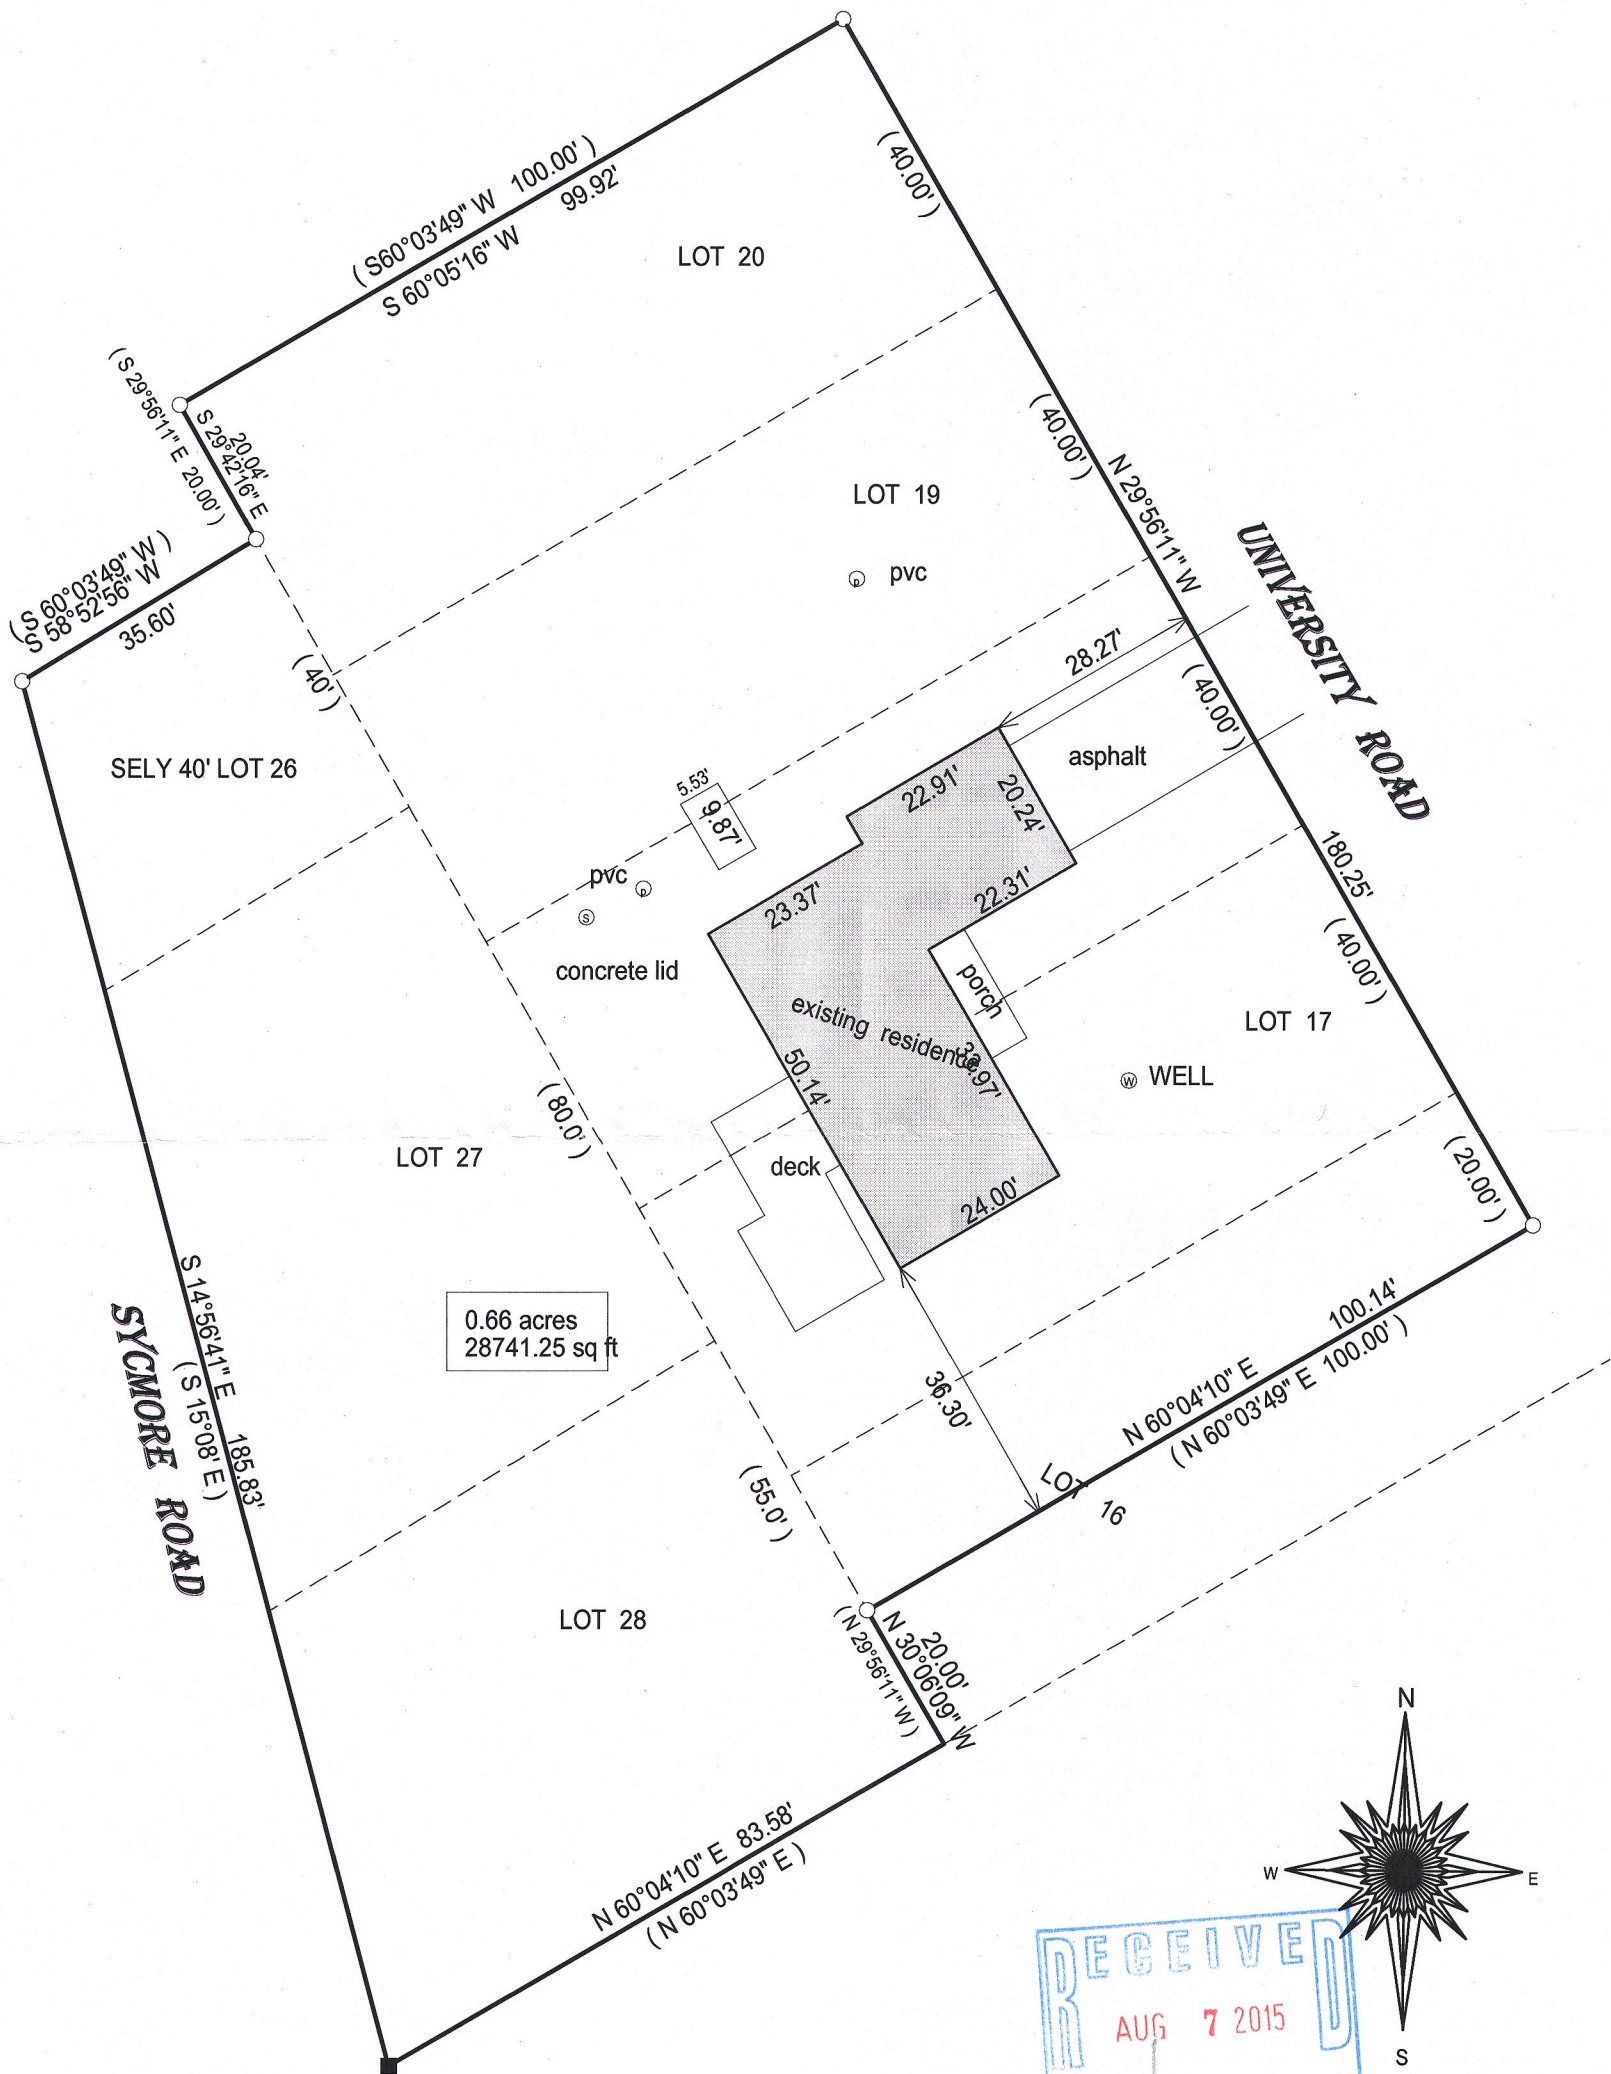 ( S60°03'49" W 100.00' )
S 60°05'16" W 99.92'
( 40.00' )
LOT 20
( S 29°56'11" E 20.00' )
S 29°42'16" E
20.04'
( 40.00' )
N 29°56'11" W
LOT 19
UNIVERSITY ROAD
( S 60°03'49" W )
S 58°52'56" W
35.60'
p pvc
( 40' )
28.27'
( 40.00' )
SELY 40' LOT 26
asphalt
5.53'
9.87'
22.91'
20.24'
180.25'
pvc p
S
23.37'
22.31'
( 40.00' )
concrete lid
porch
existing residence
LOT 17
50.14'
W WELL
( 80.0' )
LOT 27
deck
( 20.00' )
24.00'
0.66 acres
28741.25 sq ft
S 14°56'41" E 185.83'
( S 15°08' E )
SYCMORE ROAD
36.30'
100.14'
N 60°04'10" E
( N 60°03'49" E 100.00' )
( 55.0' )
LOT 16
LOT 28
N 30°06'09" W
20.00'
( N 29°56'11" W )
N 60°04'10" E 83.58'
( N 60°03'49" E )
N
W E
S
RECEIVED
AUG 7 2015